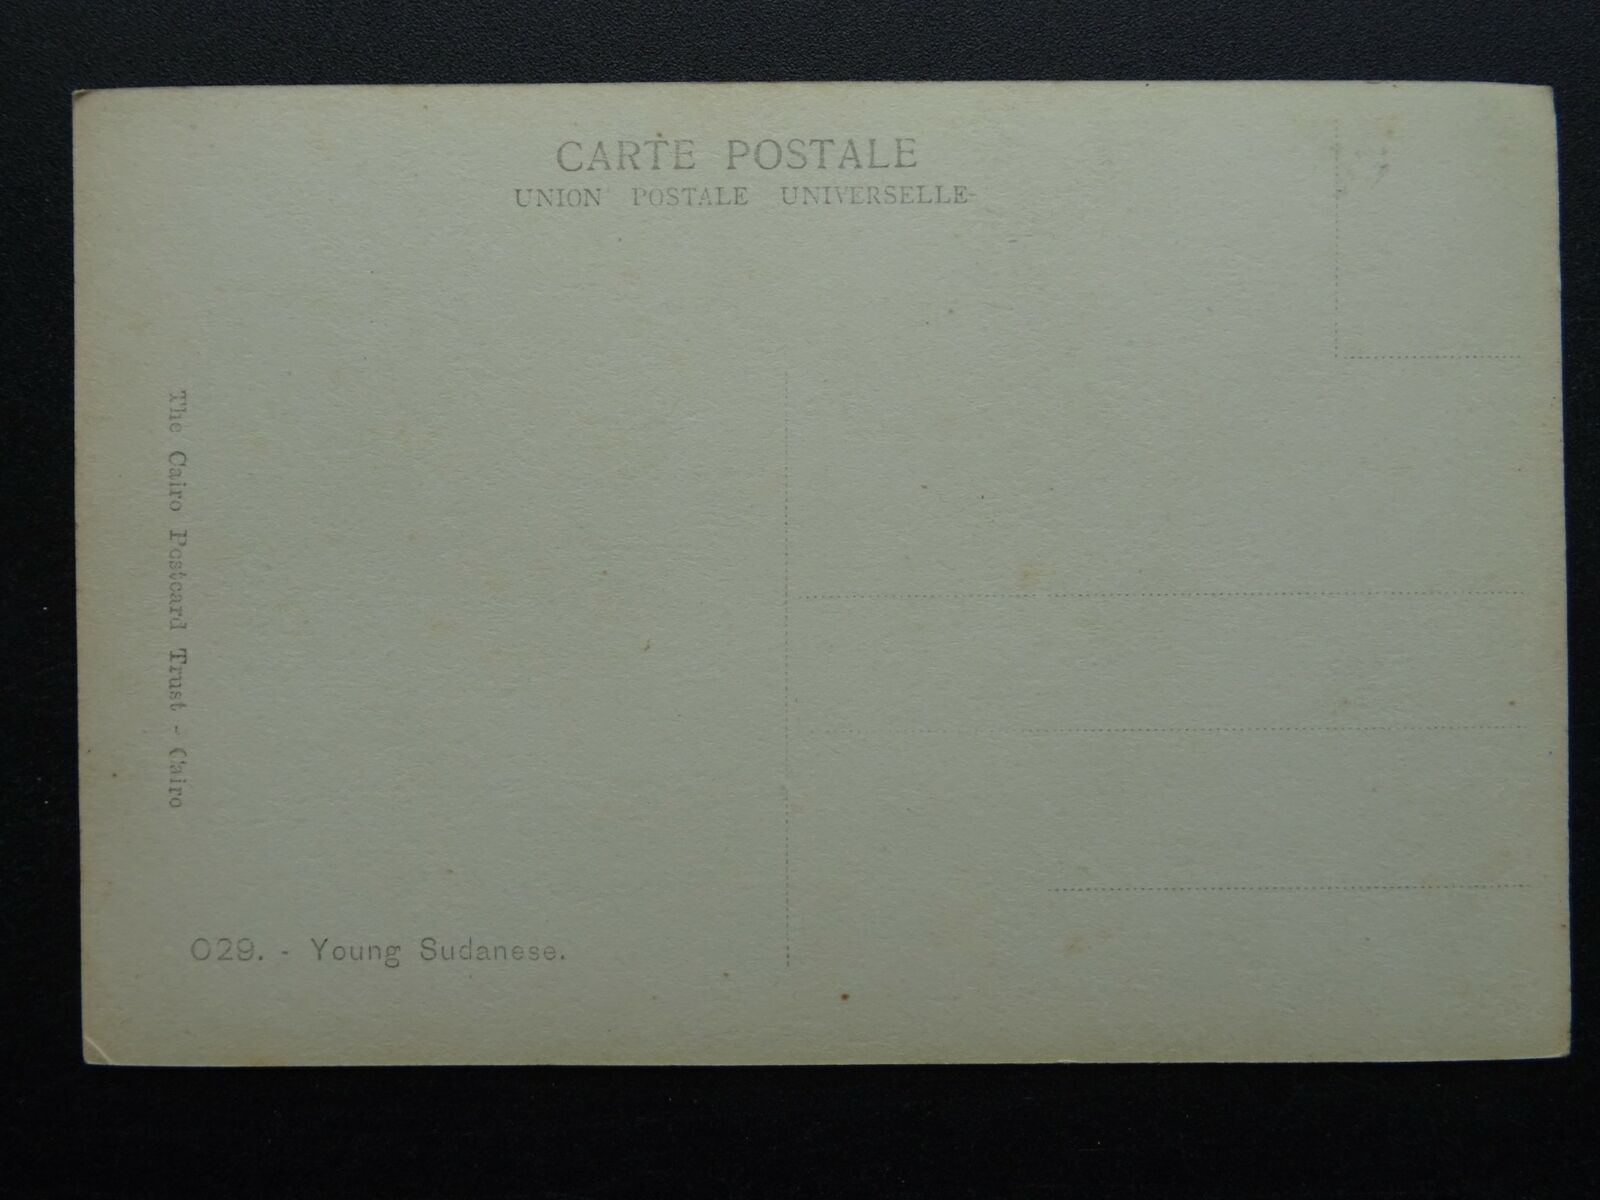 CARTE POSTALE
UNION POSTALE UNIVERSELLE
The Cairo Postcard Trust - Cairo
029. - Young Sudanese.